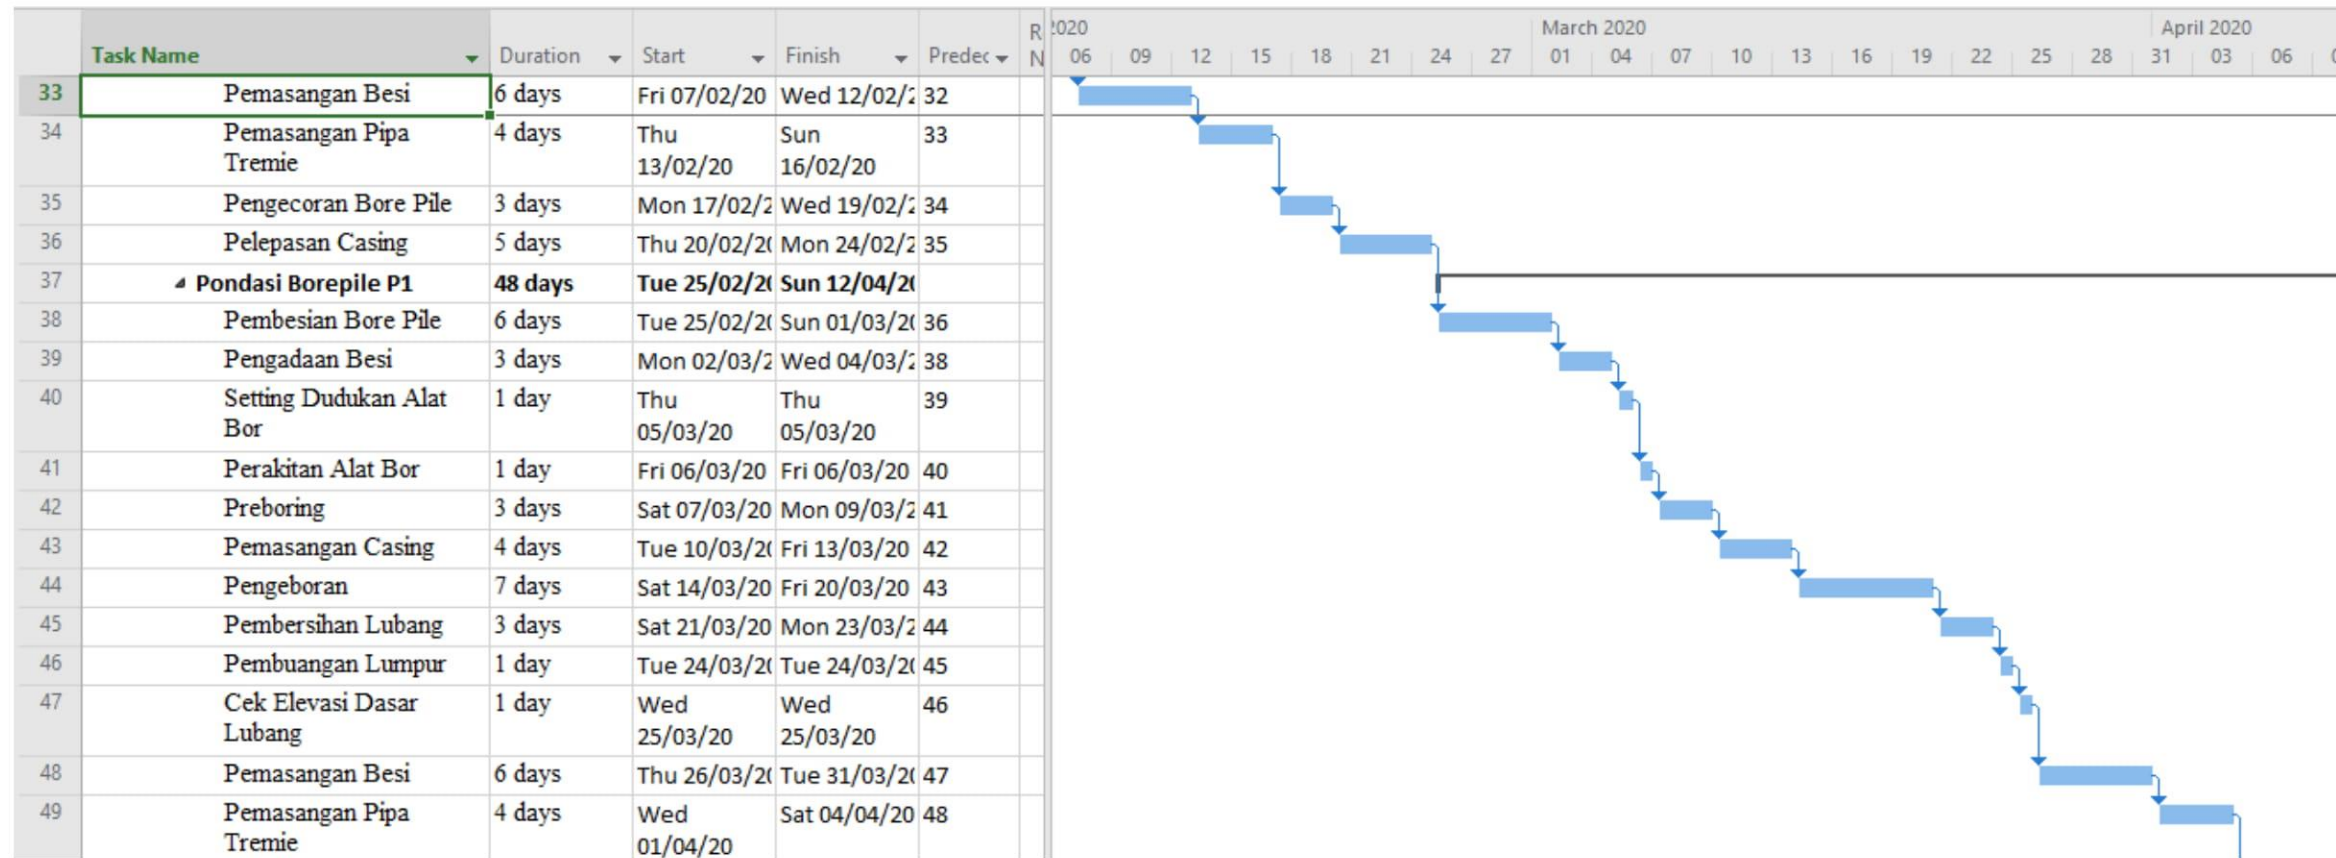 R 2020 March 2020 April 2020
Task Name Duration Start Finish Predec N 06 09 12 15 18 21 24 27 01 04 07 10 13 16 19 22 25 28 31 03 06 0
33 Pemasangan Besi 6 days Fri 07/02/20 Wed 12/02/2 32
34 Pemasangan Pipa 4 days Thu Sun 33
Tremie 13/02/20 16/02/20
35 Pengecoran Bore Pile 3 days Mon 17/02/2 Wed 19/02/2 34
36 Pelepasan Casing 5 days Thu 20/02/20 Mon 24/02/2 35
37 Pondasi Borepile P1 48 days Tue 25/02/20 Sun 12/04/20
38 Pembesian Bore Pile 6 days Tue 25/02/20 Sun 01/03/20 36
39 Pengadaan Besi 3 days Mon 02/03/2 Wed 04/03/2 38
40 Setting Dudukan Alat 1 day Thu Thu 39
Bor 05/03/20 05/03/20
41 Perakitan Alat Bor 1 day Fri 06/03/20 Fri 06/03/20 40
42 Preboring 3 days Sat 07/03/20 Mon 09/03/2 41
43 Pemasangan Casing 4 days Tue 10/03/20 Fri 13/03/20 42
44 Pengeboran 7 days Sat 14/03/20 Fri 20/03/20 43
45 Pembersihan Lubang 3 days Sat 21/03/20 Mon 23/03/2 44
46 Pembuangan Lumpur 1 day Tue 24/03/20 Tue 24/03/20 45
47 Cek Elevasi Dasar 1 day Wed Wed 46
Lubang 25/03/20 25/03/20
48 Pemasangan Besi 6 days Thu 26/03/20 Tue 31/03/20 47
49 Pemasangan Pipa 4 days Wed Sat 04/04/20 48
Tremie 01/04/20